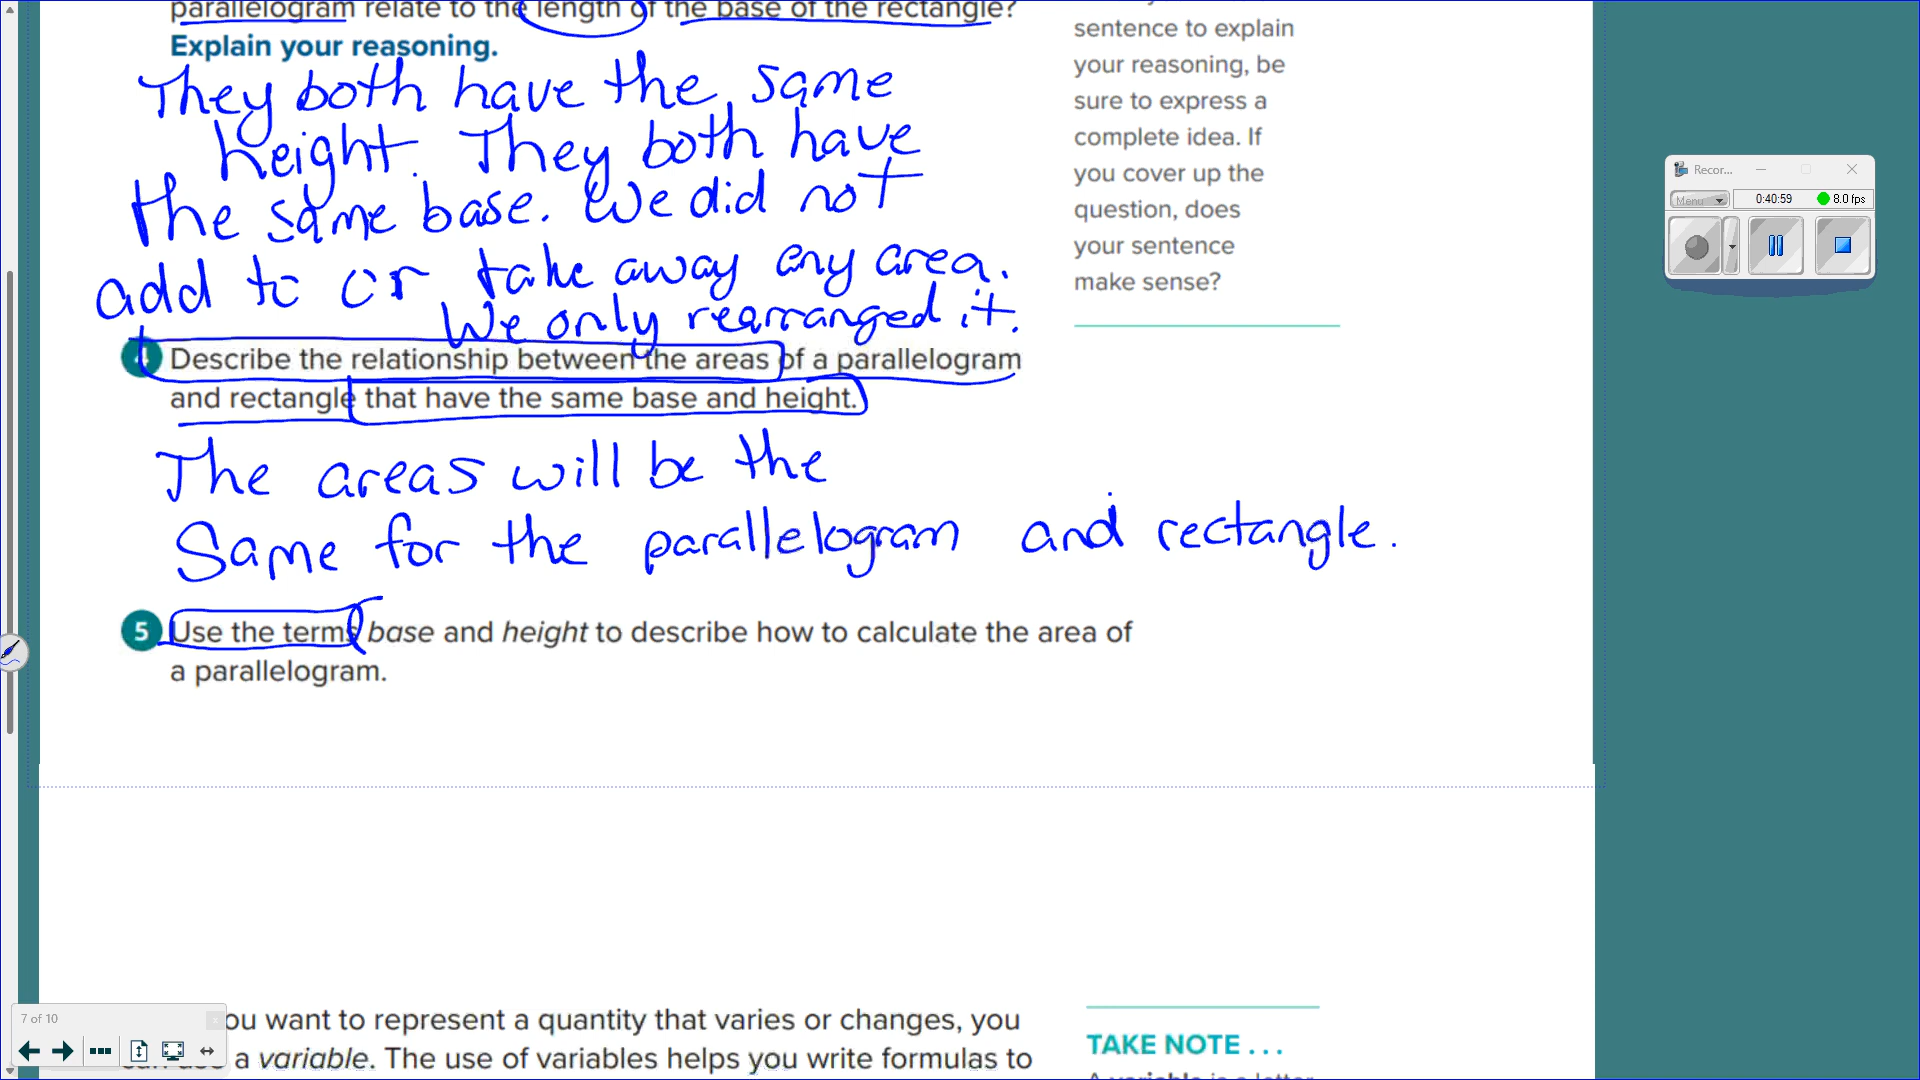 parallelogram relate to the length of the base of the rectangle?
Explain your reasoning.
They both have the same
height. They both have
the same base. We did not
add to or take away any area.
We only rearranged it.
4 Describe the relationship between the areas of a parallelogram
and rectangle that have the same base and height.
The areas will be the
Same for the parallelogram and rectangle.
5 Use the terms base and height to describe how to calculate the area of
a parallelogram.
sentence to explain
your reasoning, be
sure to express a
complete idea. If
you cover up the
question, does
your sentence
make sense?
Recor...
Menu
0:40:59 8.0 fps
7 of 10
ou want to represent a quantity that varies or changes, you
a variable. The use of variables helps you write formulas to
TAKE NOTE . . .